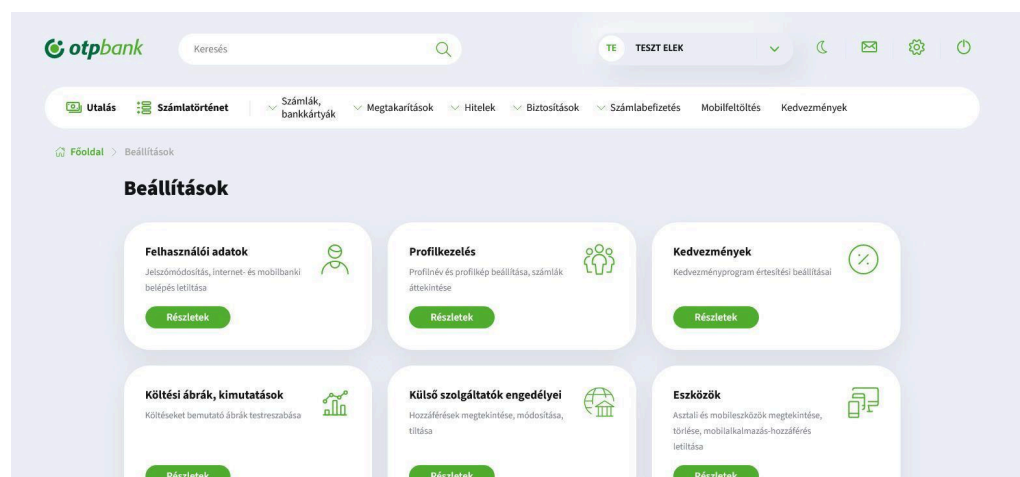 otpbank
Keresés
TE TESZT ELEK
Utalás
Számlatörténet
Számlák,
bankkártyák
Megtakarítások
Hitelek
Biztosítások
Számlabefizetés
Mobilfeltöltés
Kedvezmények
Főoldal > Beállítások
Beállítások
Felhasználói adatok
Jelszómódosítás, internet- és mobilbanki
belépés letiltása
Részletek
Profilkezelés
Profilnév és profilkép beállítása, számlák
áttekintése
Részletek
Kedvezmények
Kedvezményprogram értesítési beállításai
Részletek
Költési ábrák, kimutatások
Költéseket bemutató ábrák testreszabása
Részletek
Külső szolgáltatók engedélyei
Hozzáférések megtekintése, módosítása,
tiltása
Részletek
Eszközök
Asztali és mobileszközök megtekintése,
törlése, mobilalkalmazás-hozzáférés
letiltása
Részletek